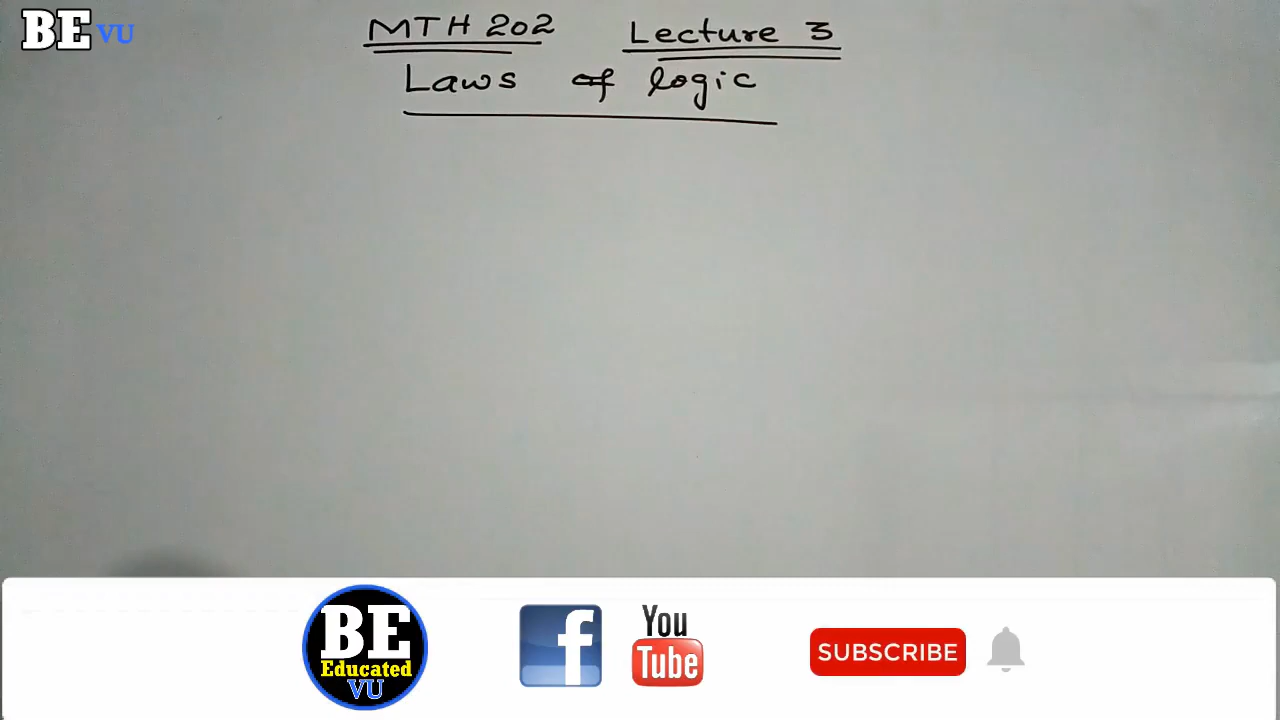 BE VU
MTH 202 Lecture 3
Laws of logic
BE
Educated
VU
f
You
Tube
SUBSCRIBE